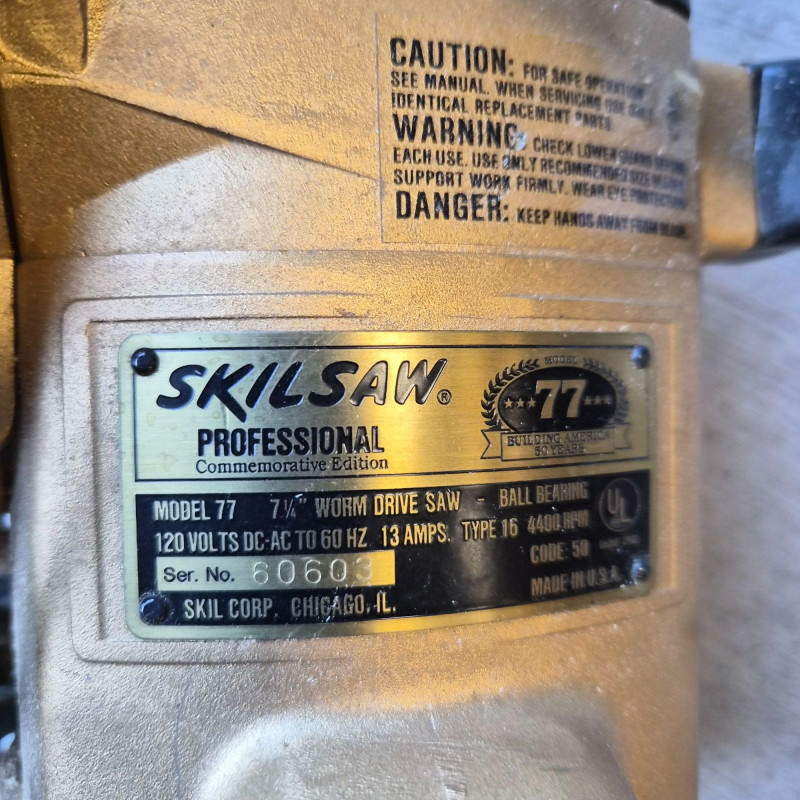 CAUTION: FOR SAFE OPERATION
SEE MANUAL. WHEN SERVICING USE ONLY
IDENTICAL REPLACEMENT PARTS
WARNING: CHECK LOWER GUARD BEFORE
EACH USE. USE ONLY RECOMMENDED SIZE
SUPPORT WORK FIRMLY. WEAR EYE PROTECTION
DANGER: KEEP HANDS AWAY FROM BLADE.
SKILSAW®
PROFESSIONAL
Commemorative Edition
MODEL
77
BUILDING AMERICA
50 YEARS
MODEL 77 7¼" WORM DRIVE SAW - BALL BEARING
120 VOLTS DC-AC TO 60 HZ 13 AMPS. TYPE 16 4400 RPM
UL
CODE: 50
Ser. No. 60603
MADE IN U.S.A.
SKIL CORP. CHICAGO, IL.